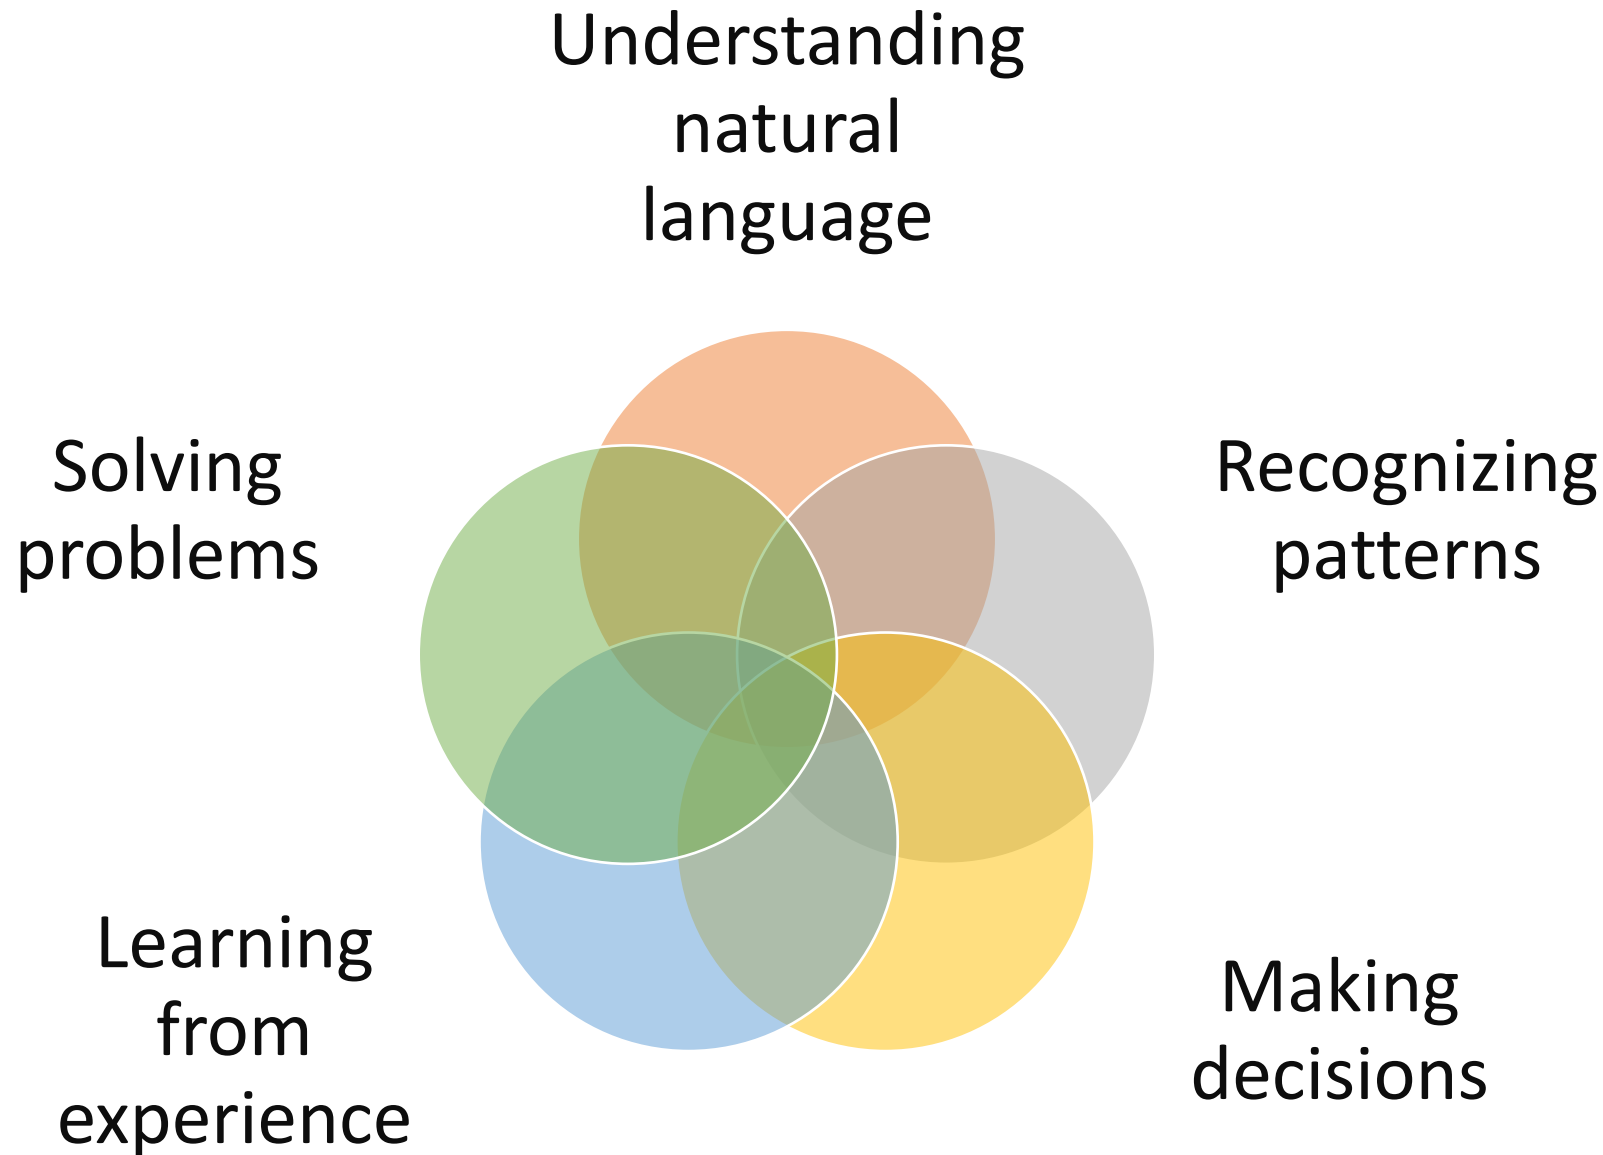 Understanding
natural
language
Solving
problems
Recognizing
patterns
Learning
from
experience
Making
decisions